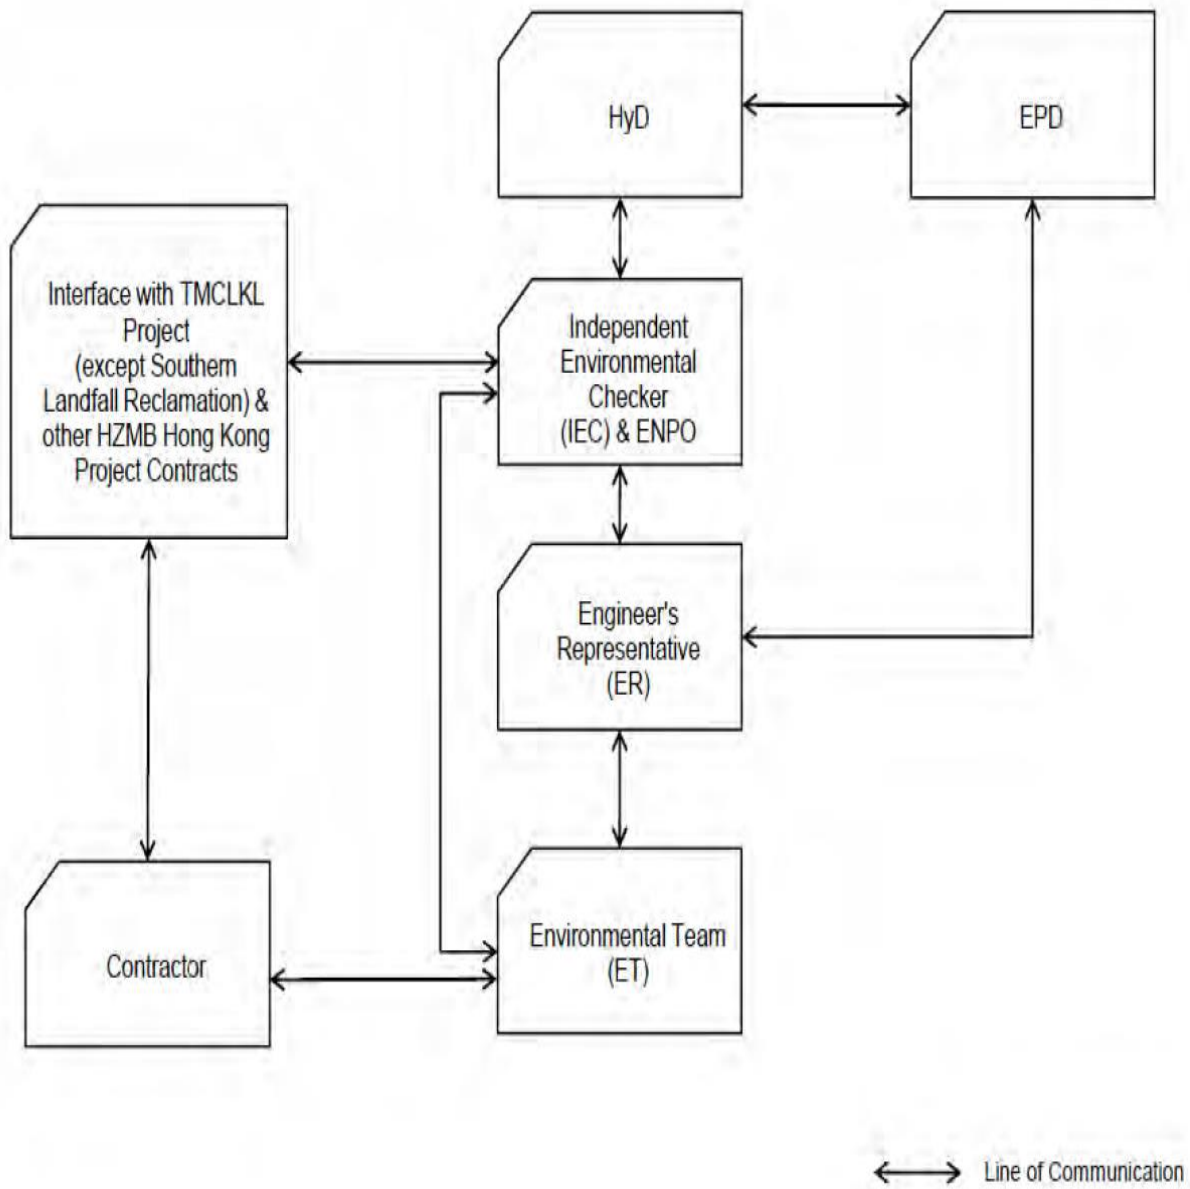 HyD
EPD
Interface with TMCLKL
Project
(except Southern
Landfall Reclamation) &
other HZMB Hong Kong
Project Contracts
Independent
Environmental
Checker
(IEC) & ENPO
Engineer's
Representative
(ER)
Contractor
Environmental Team
(ET)
Line of Communication